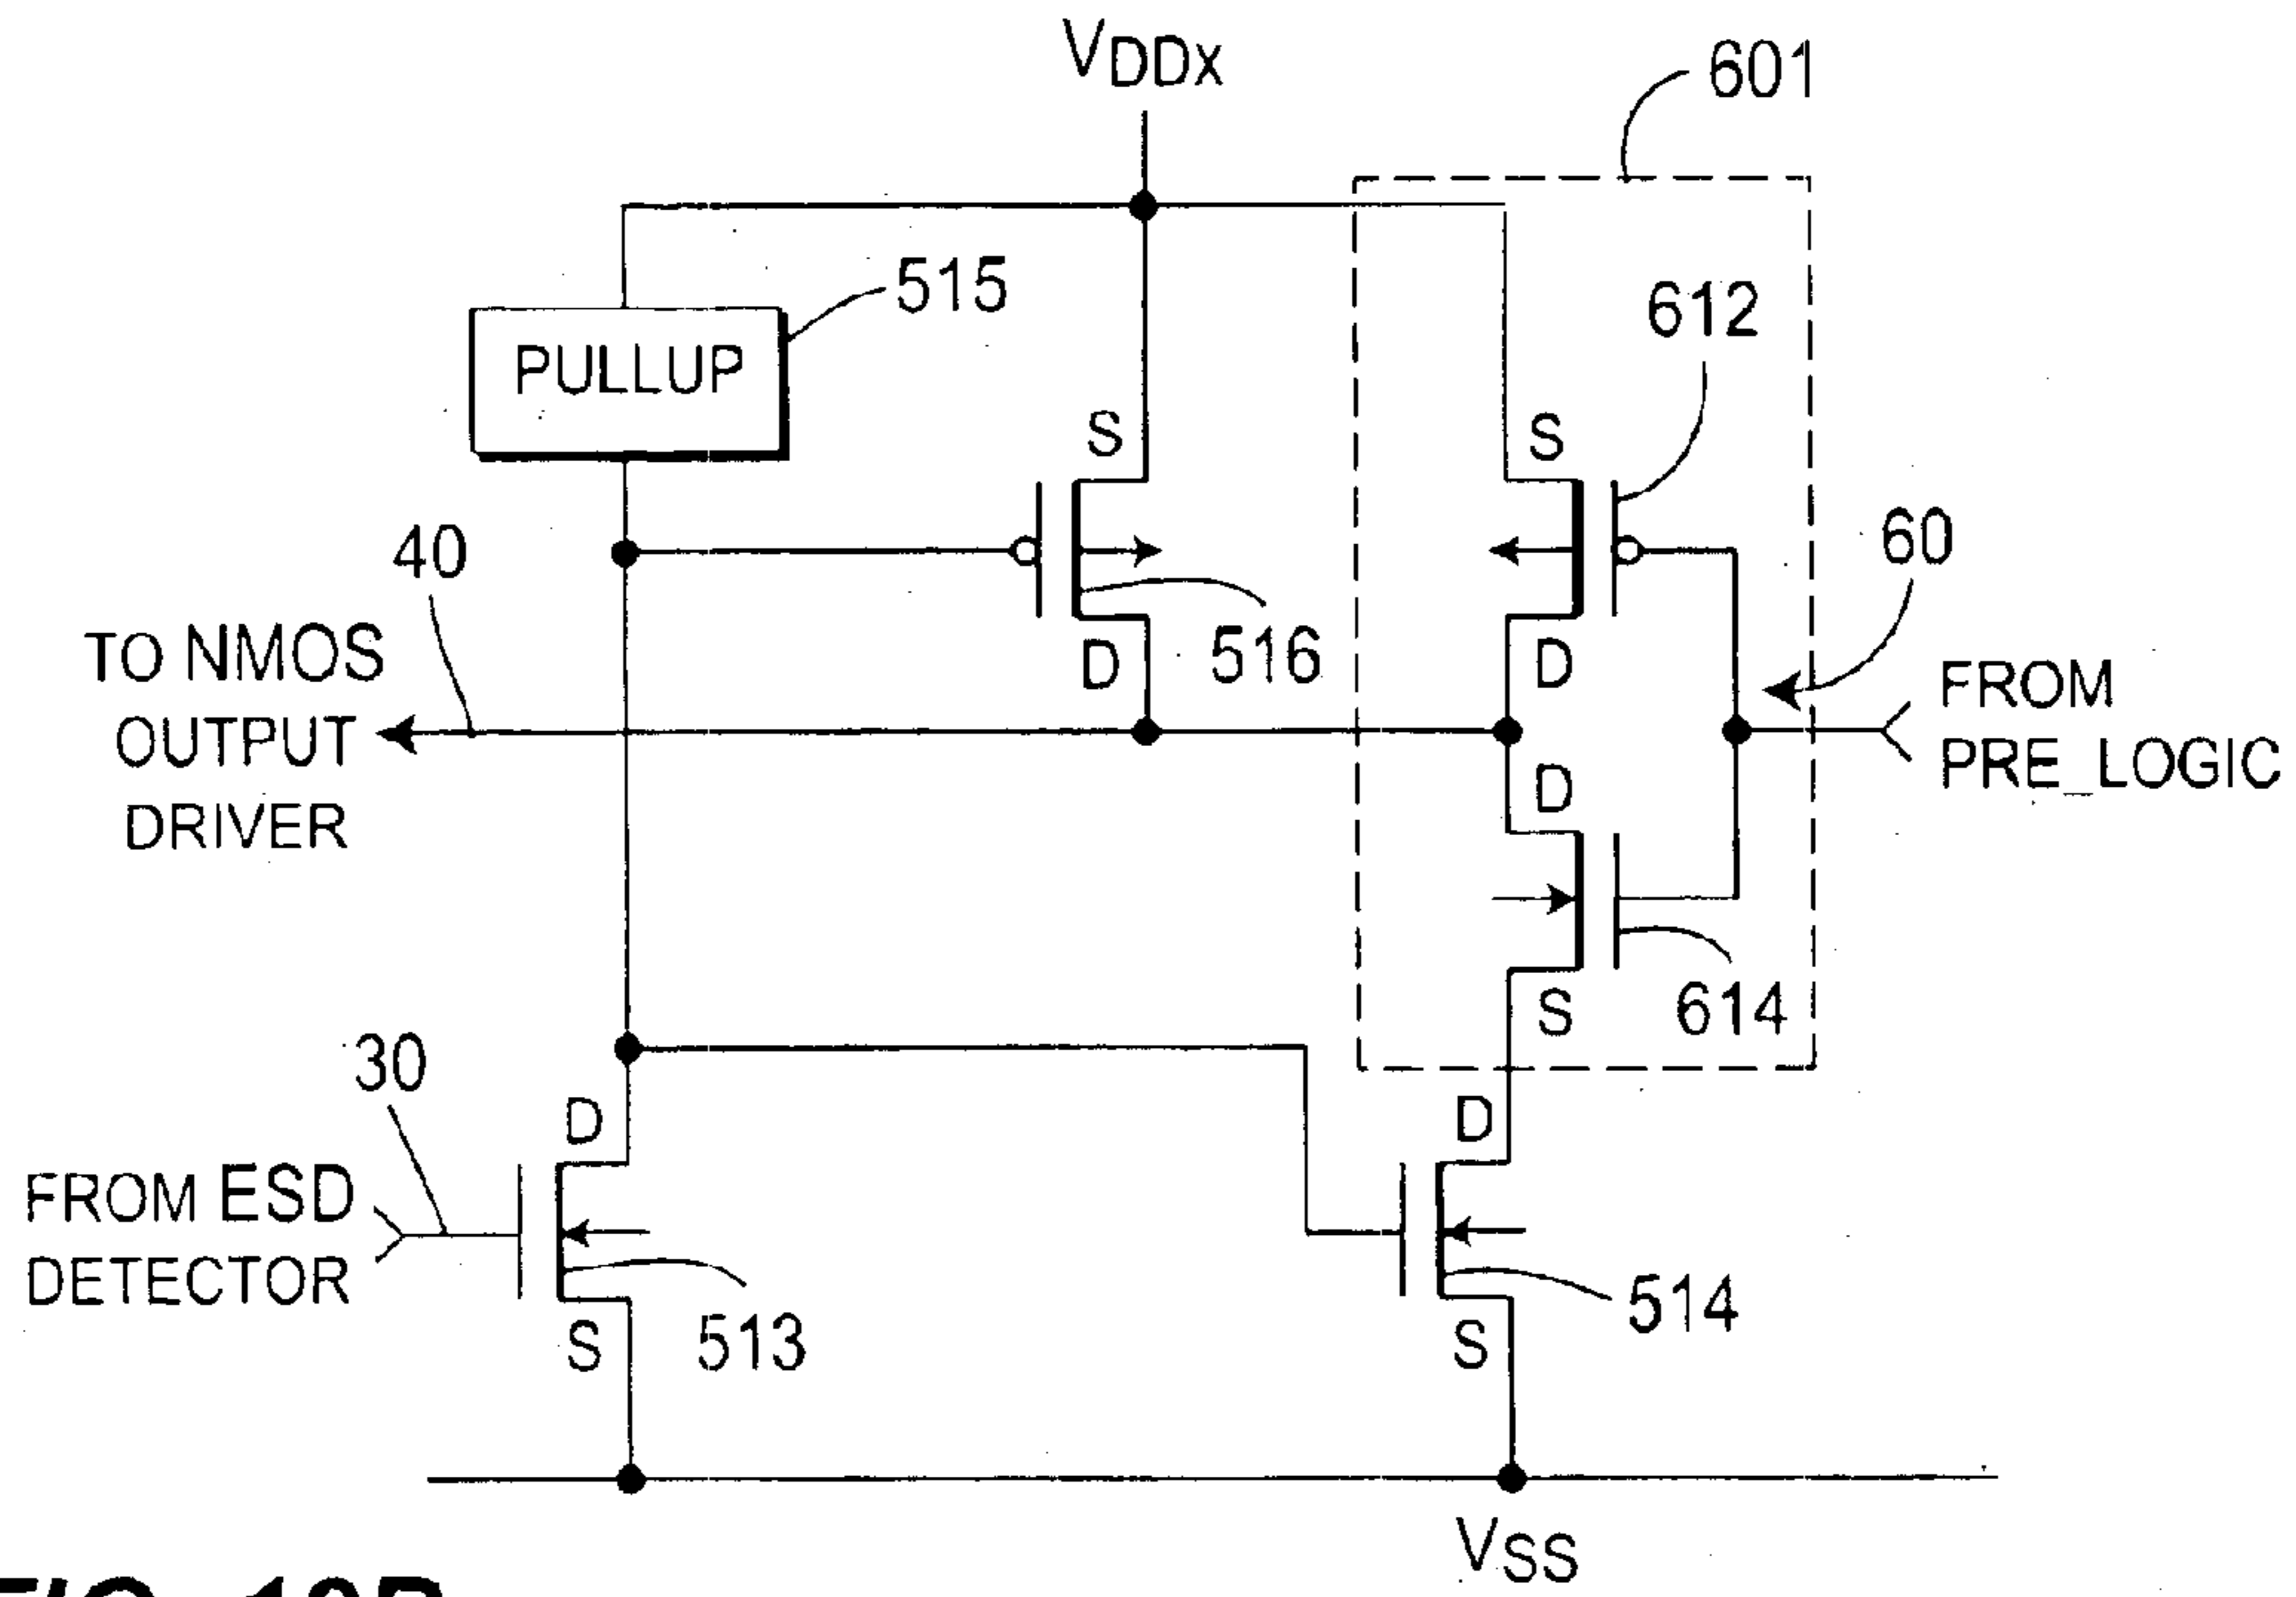 VDDX
601
515
PULLUP
612
S
S
40
60
TO NMOS
OUTPUT
DRIVER
516
D
D
FROM
PRE_LOGIC
D
S
614
30
D
D
FROM ESD
DETECTOR
513
S
514
S
VSS